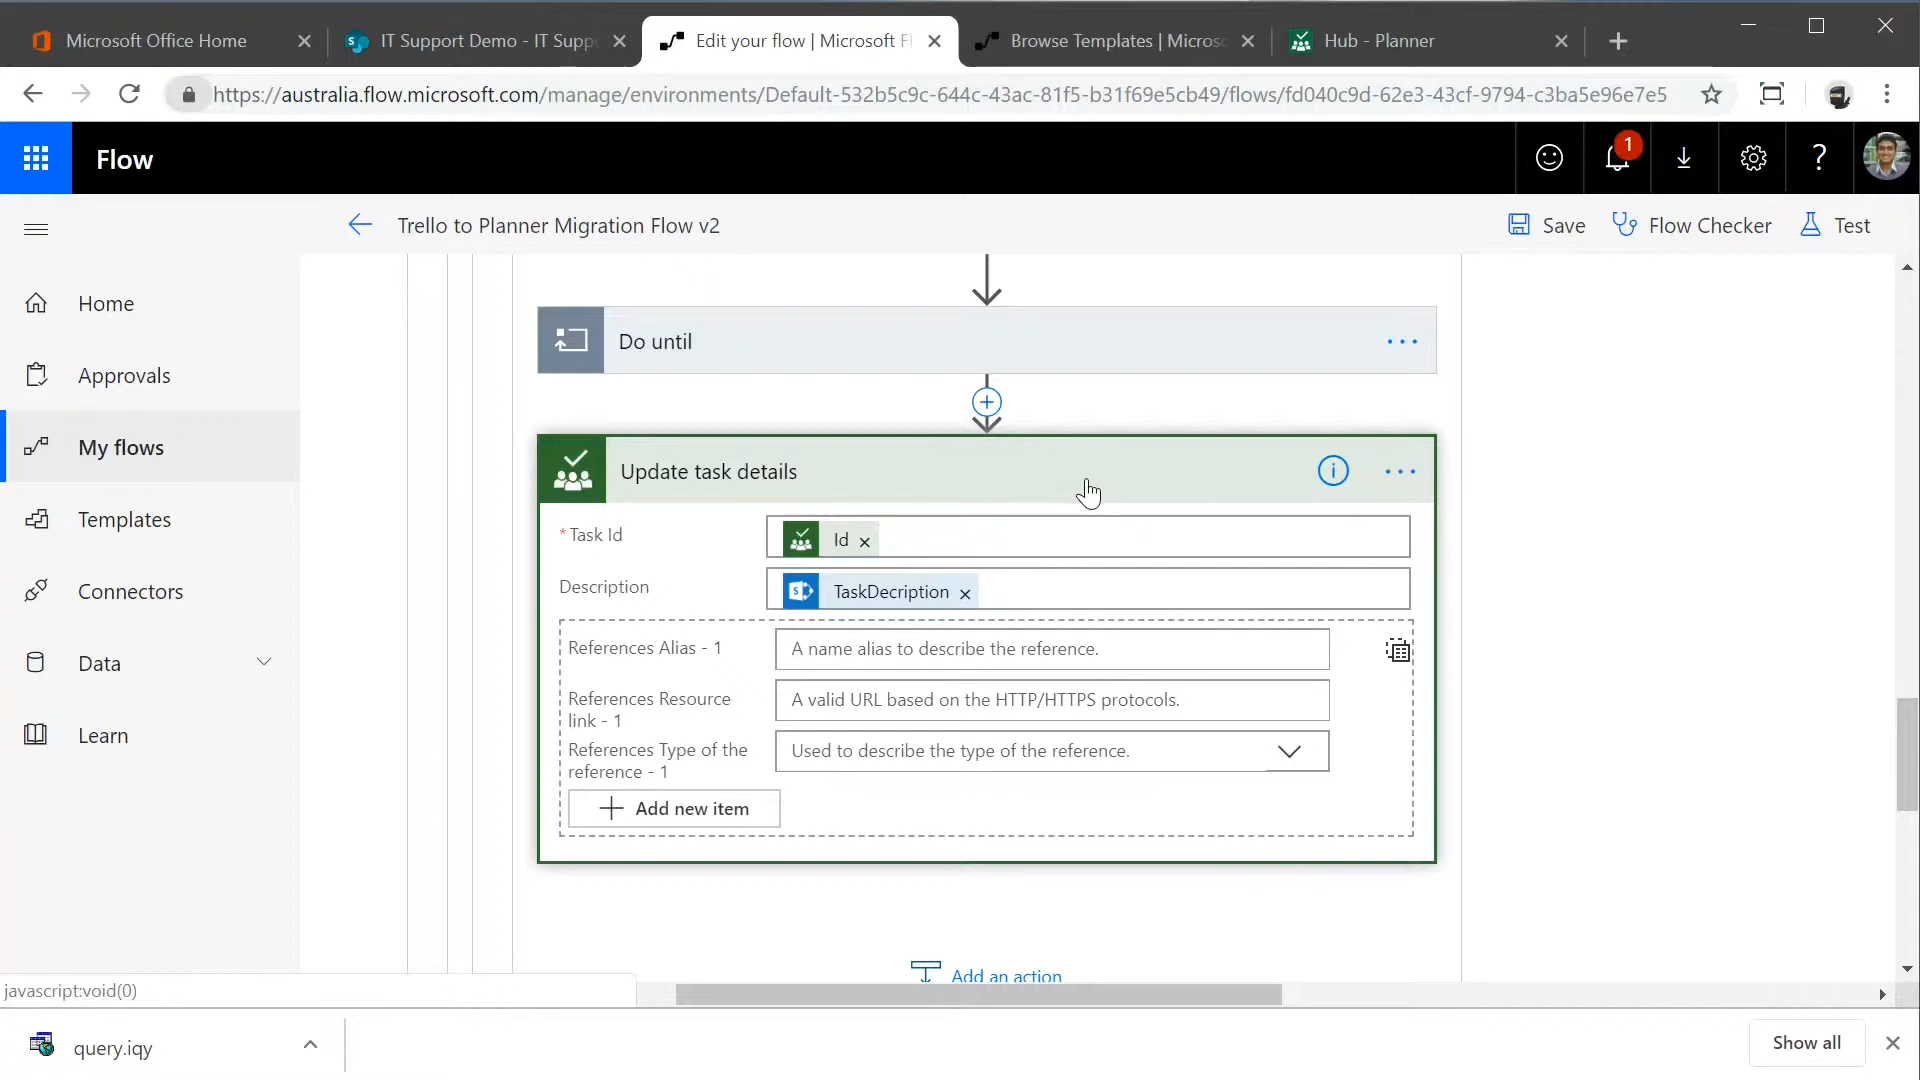 Microsoft Office Home
IT Support Demo - IT Supp
Edit your flow | Microsoft Fl
Browse Templates | Micros
Hub - Planner
https://australia.flow.microsoft.com/manage/environments/Default-532b5c9c-644c-43ac-81f5-b31f69e5cb49/flows/fd040c9d-62e3-43cf-9794-c3ba5e96e7e5
Flow
1
?
Trello to Planner Migration Flow v2
Save
Flow Checker
Test
Home
Approvals
My flows
Templates
Connectors
Data
Learn
Do until
Update task details
* Task Id
Id
Description
TaskDecription
References Alias - 1
A name alias to describe the reference.
References Resource
link - 1
A valid URL based on the HTTP/HTTPS protocols.
References Type of the
reference - 1
Used to describe the type of the reference.
Add new item
Add an action
javascript:void(0)
query.iqy
Show all